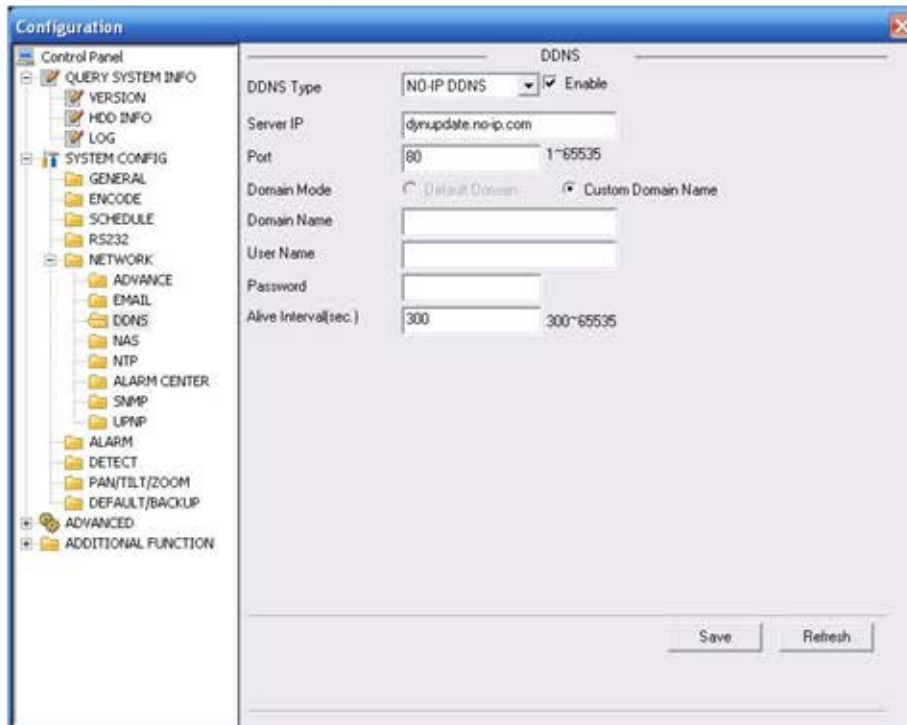 Configuration
Control Panel
QUERY SYSTEM INFO
VERSION
HDD INFO
LOG
SYSTEM CONFIG
GENERAL
ENCODE
SCHEDULE
RS232
NETWORK
ADVANCE
EMAIL
DDNS
NAS
NTP
ALARM CENTER
SNMP
UPNP
ALARM
DETECT
PAN/TILT/ZOOM
DEFAULT/BACKUP
ADVANCED
ADDITIONAL FUNCTION
DDNS
DDNS Type NO-IP DDNS Enable
Server IP dynupdate.no-ip.com
Port 80 1~65535
Domain Mode Default Domain Custom Domain Name
Domain Name
User Name
Password
Alive Interval(sec.) 300 300~65535
Save Refresh